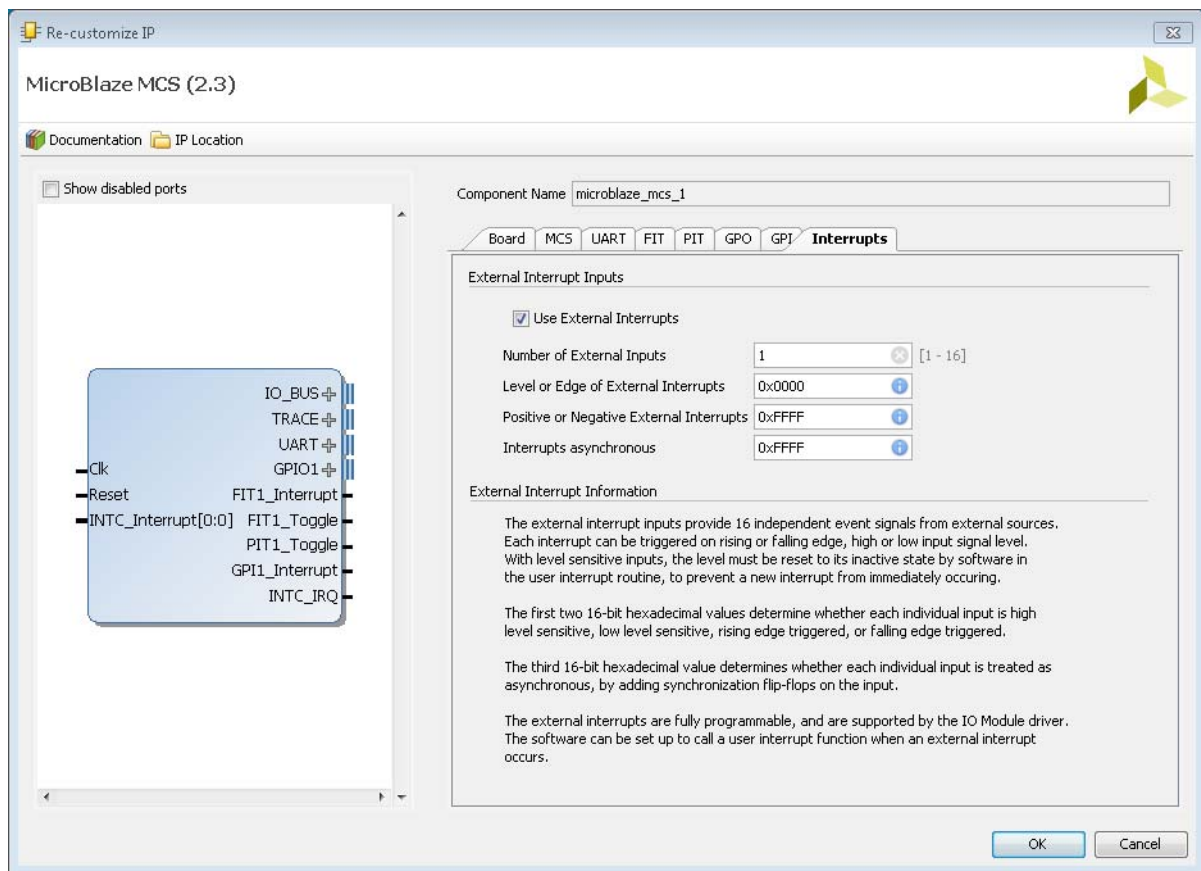 Re-customize IP
MicroBlaze MCS (2.3)
Documentation IP Location
Show disabled ports
IO_BUS
TRACE
UART
Clk GPIO1
Reset FIT1_Interrupt
INTC_Interrupt[0:0] FIT1_Toggle
PIT1_Toggle
GPI1_Interrupt
INTC_IRQ
Component Name microblaze_mcs_1
Board MCS UART FIT PIT GPO GPI Interrupts
External Interrupt Inputs
Use External Interrupts
Number of External Inputs 1 [1 - 16]
Level or Edge of External Interrupts 0x0000
Positive or Negative External Interrupts 0xFFFF
Interrupts asynchronous 0xFFFF
External Interrupt Information
The external interrupt inputs provide 16 independent event signals from external sources.
Each interrupt can be triggered on rising or falling edge, high or low input signal level.
With level sensitive inputs, the level must be reset to its inactive state by software in
the user interrupt routine, to prevent a new interrupt from immediately occuring.
The first two 16-bit hexadecimal values determine whether each individual input is high
level sensitive, low level sensitive, rising edge triggered, or falling edge triggered.
The third 16-bit hexadecimal value determines whether each individual input is treated as
asynchronous, by adding synchronization flip-flops on the input.
The external interrupts are fully programmable, and are supported by the IO Module driver.
The software can be set up to call a user interrupt function when an external interrupt
occurs.
OK Cancel